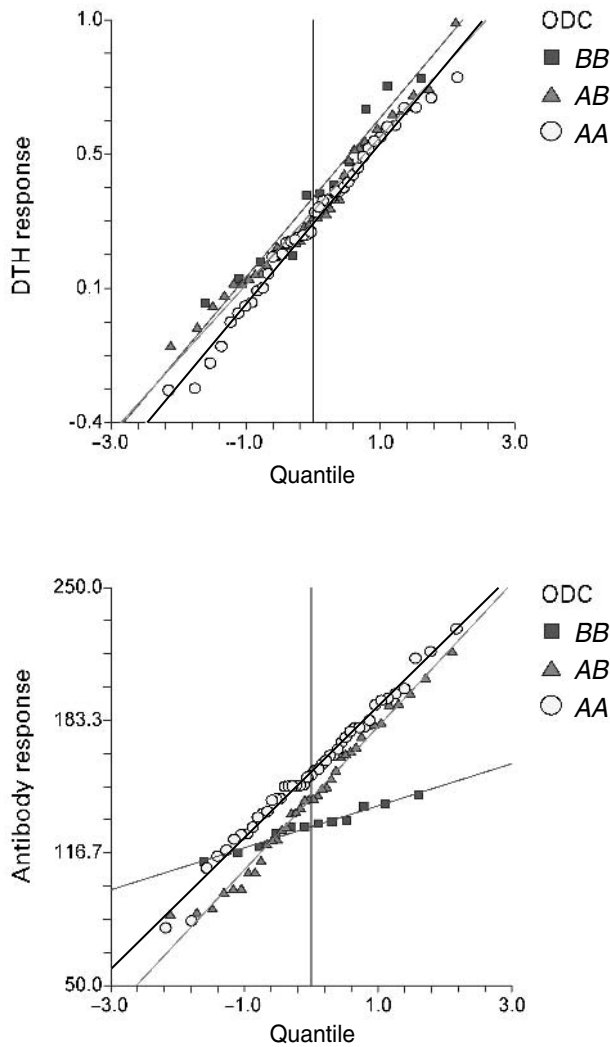 1.0
ODC
BB
AB
AA
0.5
DTH response
0.1
-0.4
-3.0
-1.0
1.0
3.0
Quantile
250.0
ODC
BB
AB
AA
183.3
Antibody response
116.7
50.0
-3.0
-1.0
1.0
3.0
Quantile